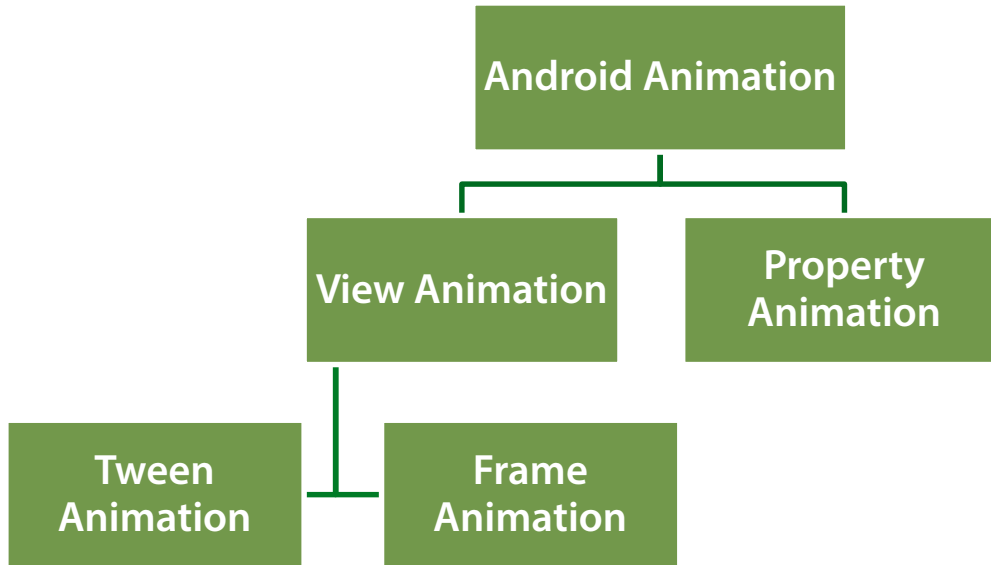 Android Animation
View Animation
Property
Animation
Tween
Animation
Frame
Animation